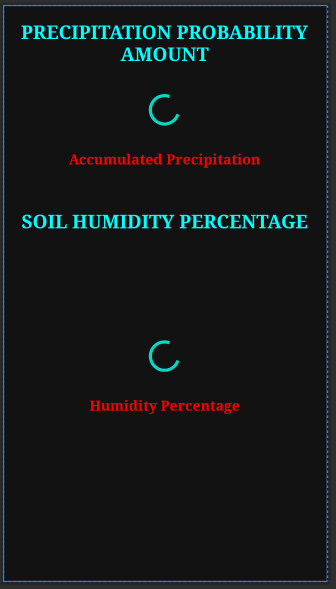 PRECIPITATION PROBABILITY
AMOUNT
Accumulated Precipitation
SOIL HUMIDITY PERCENTAGE
Humidity Percentage